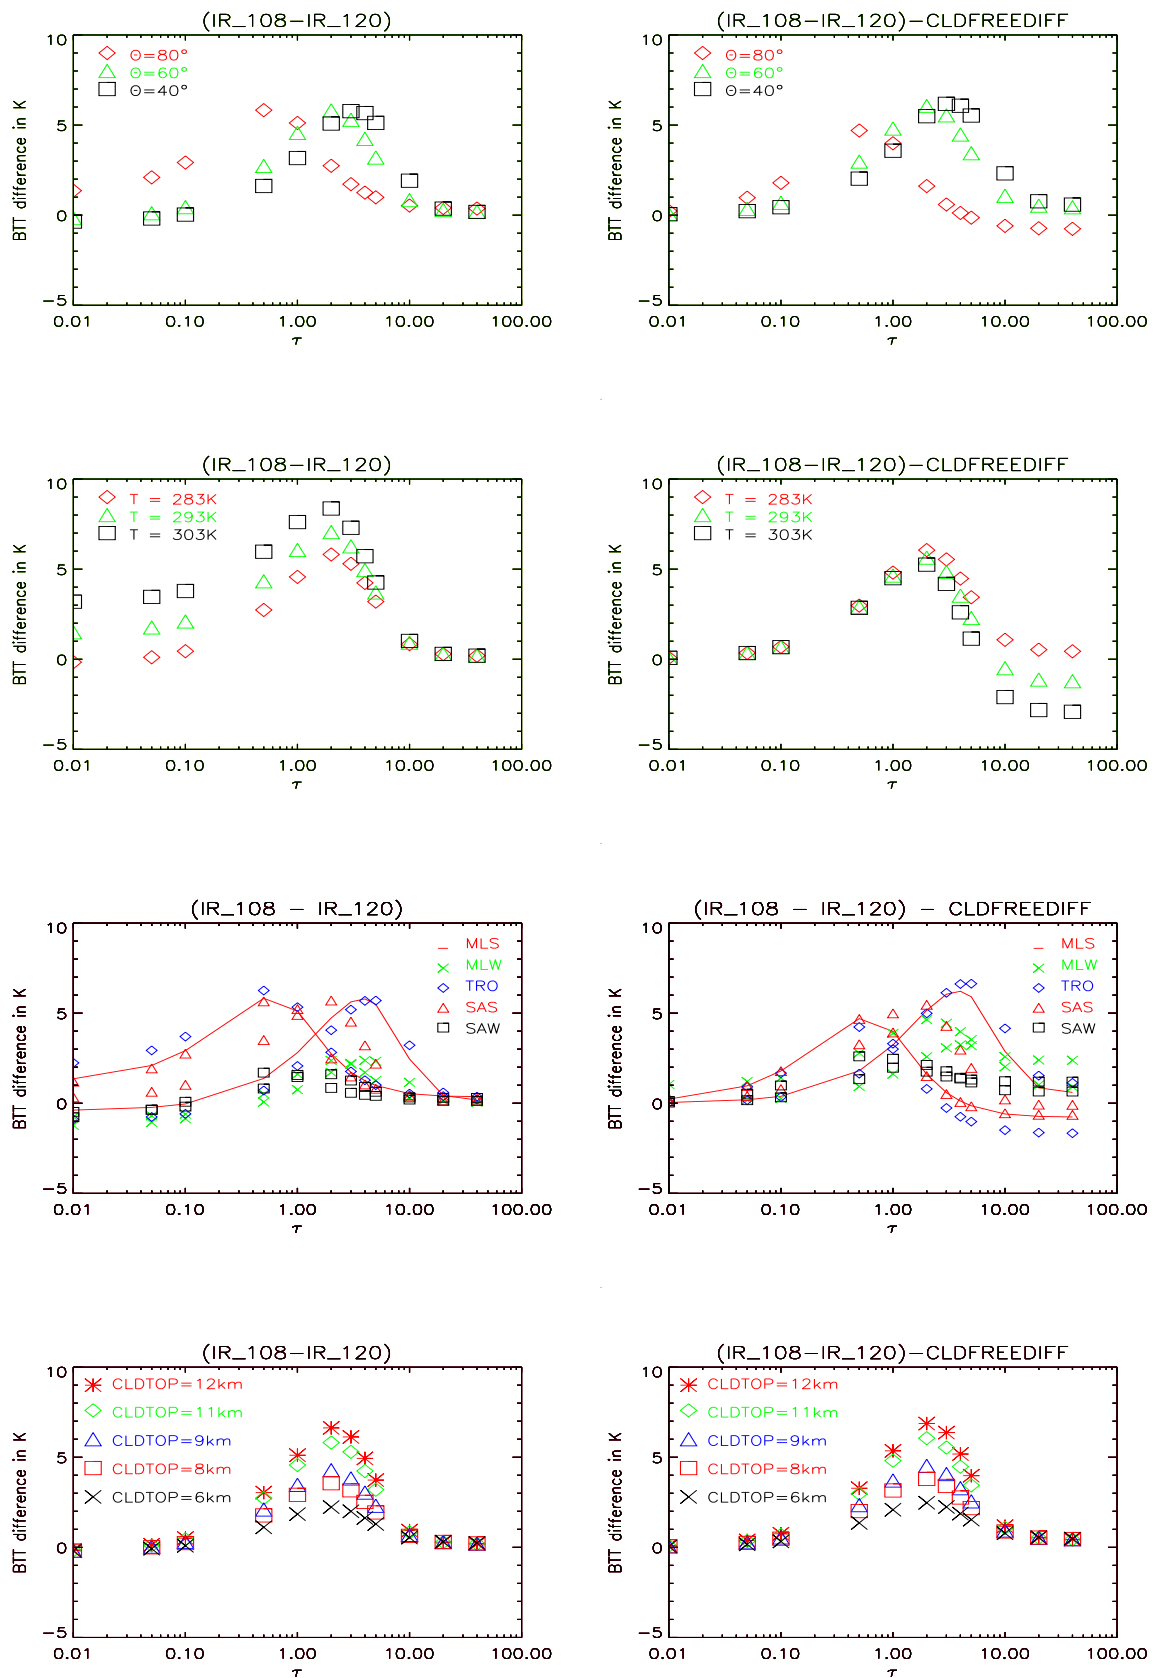 (IR_108−IR_120)
10
5
0
−5
BTT difference in K
Θ=80°
Θ=60°
Θ=40°
0.01 0.10 1.00 10.00 100.00
τ
(IR_108−IR_120)−CLDFREEDIFF
10
5
0
−5
BTT difference in K
Θ=80°
Θ=60°
Θ=40°
0.01 0.10 1.00 10.00 100.00
τ
(IR_108−IR_120)
10
5
0
−5
BTT difference in K
T = 283K
T = 293K
T = 303K
0.01 0.10 1.00 10.00 100.00
τ
(IR_108−IR_120)−CLDFREEDIFF
10
5
0
−5
BTT difference in K
T = 283K
T = 293K
T = 303K
0.01 0.10 1.00 10.00 100.00
τ
(IR_108 − IR_120)
10
5
0
−5
BTT difference in K
MLS
MLW
TRO
SAS
SAW
0.01 0.10 1.00 10.00 100.00
τ
(IR_108 − IR_120) − CLDFREEDIFF
10
5
0
−5
BTT difference in K
MLS
MLW
TRO
SAS
SAW
0.01 0.10 1.00 10.00 100.00
τ
(IR_108−IR_120)
10
5
0
−5
BTT difference in K
CLDTOP=12km
CLDTOP=11km
CLDTOP=9km
CLDTOP=8km
CLDTOP=6km
0.01 0.10 1.00 10.00 100.00
τ
(IR_108−IR_120)−CLDFREEDIFF
10
5
0
−5
BTT difference in K
CLDTOP=12km
CLDTOP=11km
CLDTOP=9km
CLDTOP=8km
CLDTOP=6km
0.01 0.10 1.00 10.00 100.00
τ